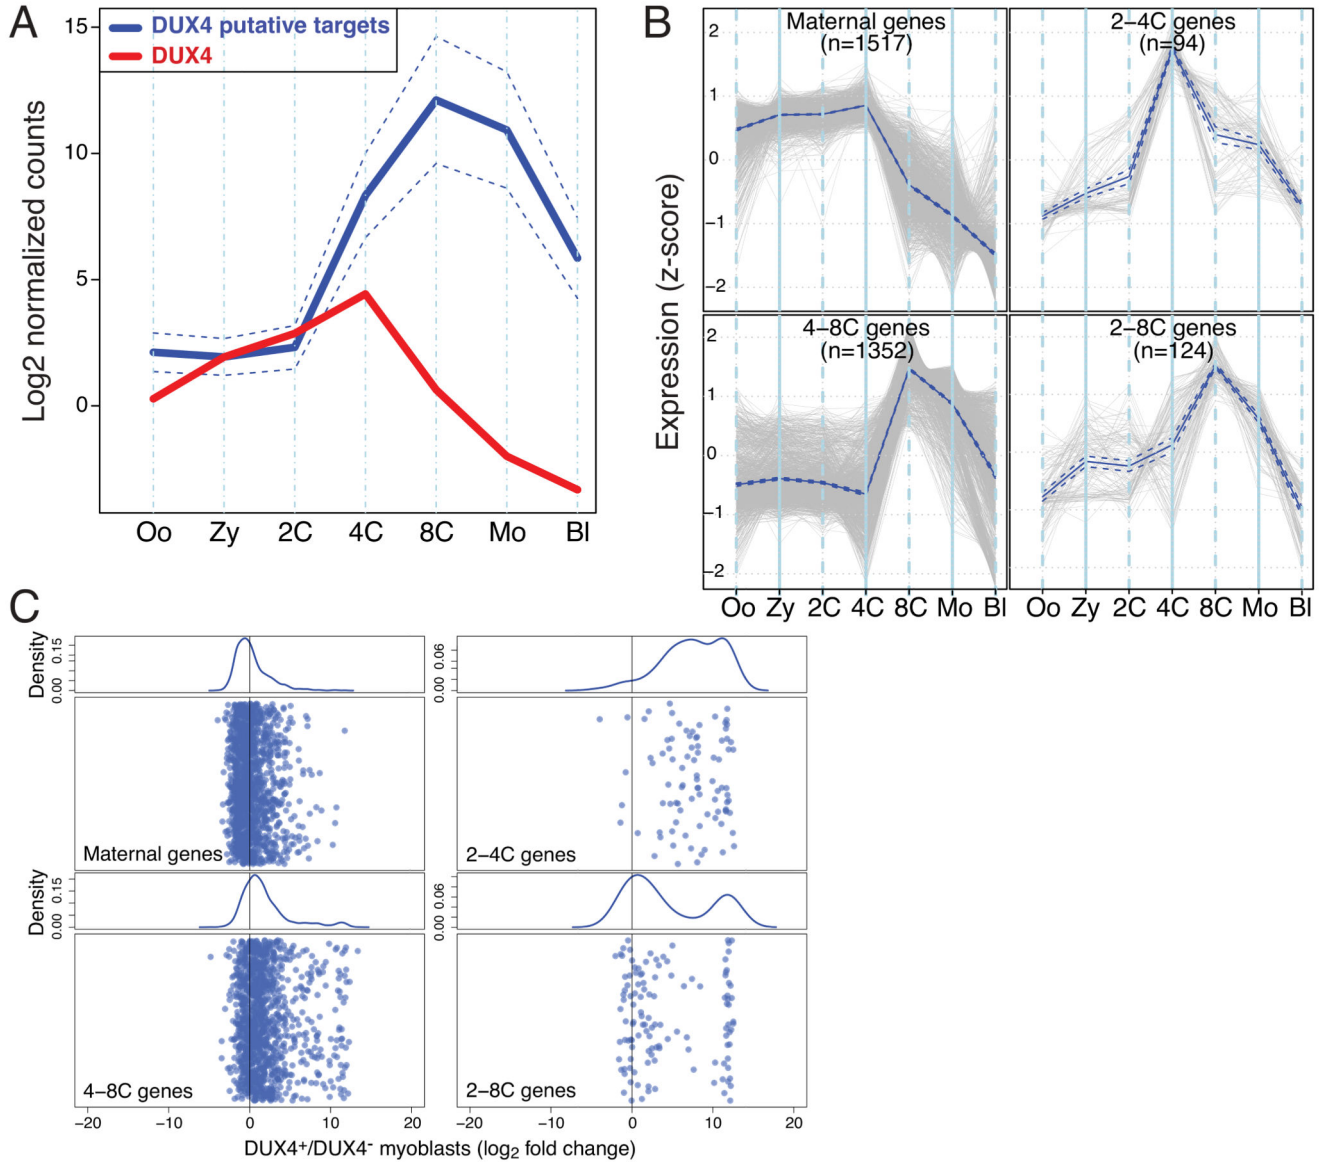 A
DUX4 putative targets
DUX4
Log2 normalized counts
15
10
5
0
Oo Zy 2C 4C 8C Mo Bl
B
Expression (z-score)
Maternal genes
(n=1517)
2
1
0
−1
−2
2−4C genes
(n=94)
4−8C genes
(n=1352)
2
1
0
−1
−2
2−8C genes
(n=124)
Oo Zy 2C 4C 8C Mo Bl
Oo Zy 2C 4C 8C Mo Bl
C
Density
0.15
0.00
0.06
0.00
Maternal genes
2−4C genes
Density
0.15
0.00
0.06
0.00
4−8C genes
2−8C genes
−20 −10 0 10 20
−20 −10 0 10 20
DUX4⁺/DUX4⁻ myoblasts (log₂ fold change)